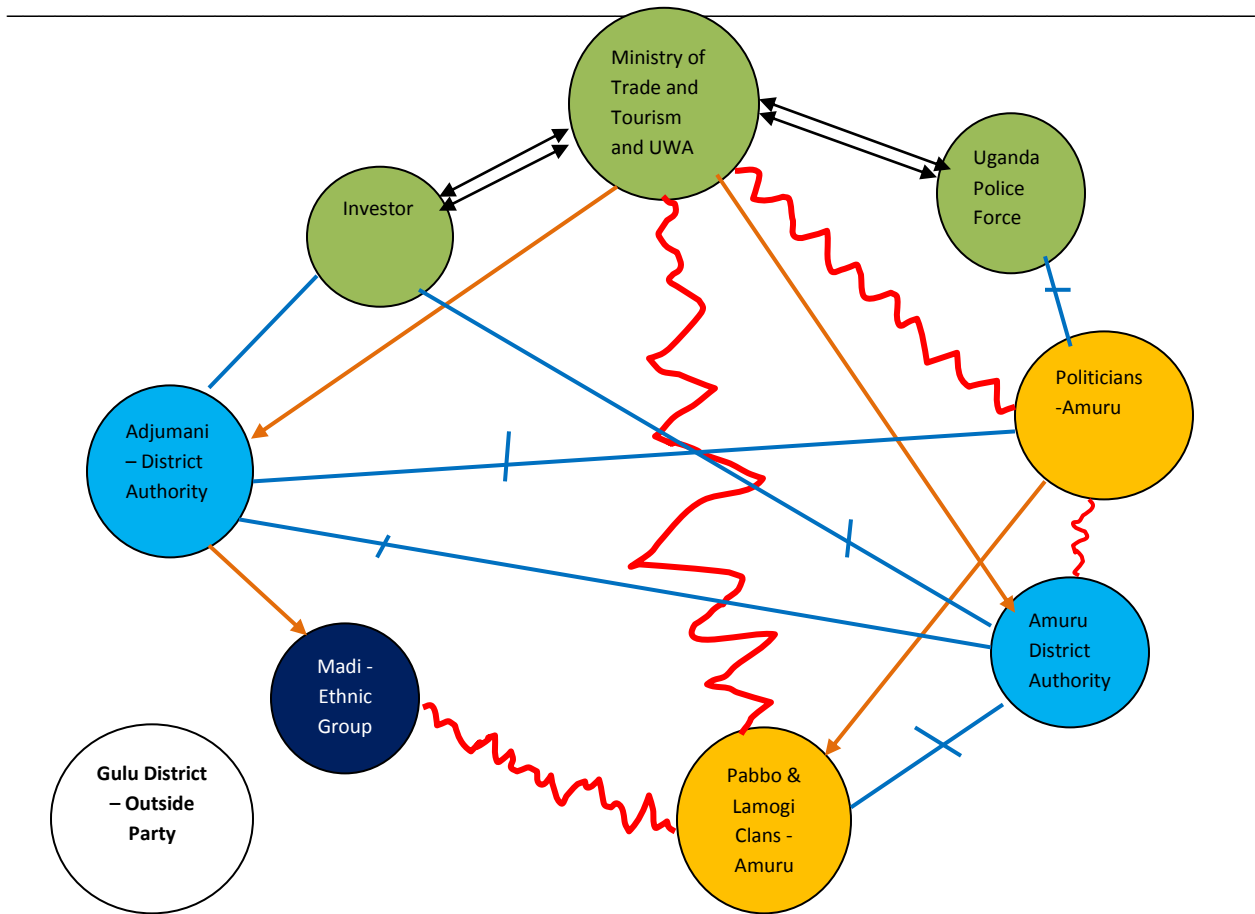 Ministry of
Trade and
Tourism
and UWA
Uganda
Police
Force
Investor
Politicians
-Amuru
Adjumani
– District
Authority
Amuru
District
Authority
Madi -
Ethnic
Group
Gulu District
– Outside
Party
Pabbo &
Lamogi
Clans -
Amuru